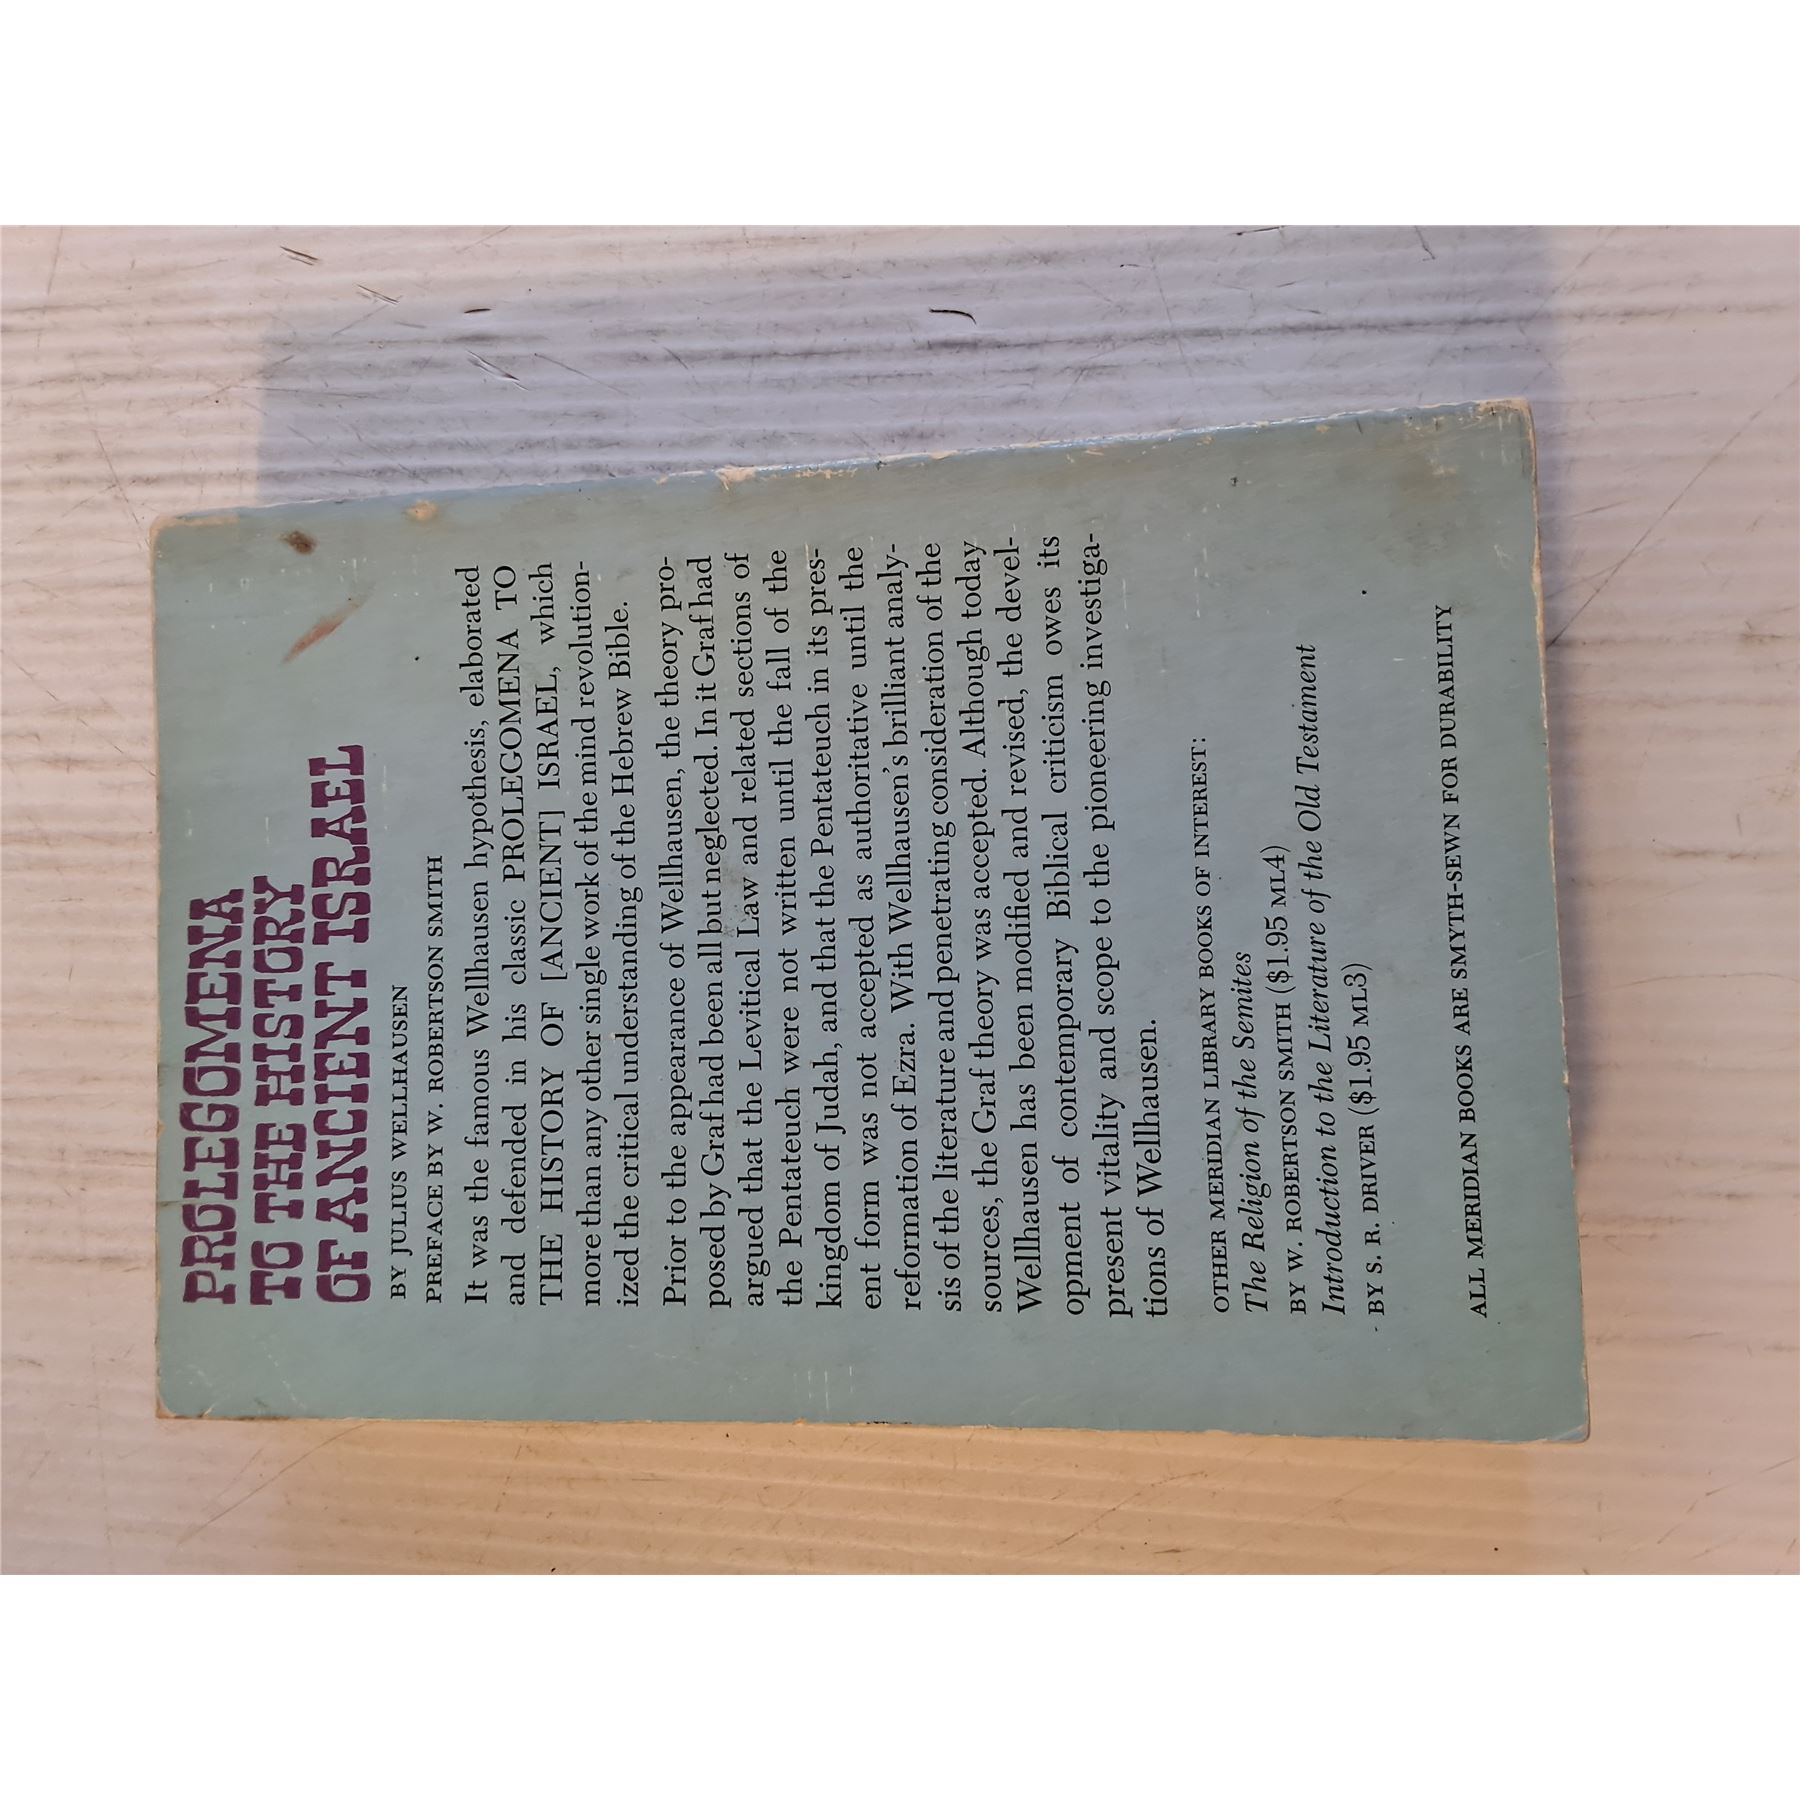 PROLEGOMENA
TO THE HISTORY
OF ANCIENT ISRAEL
BY JULIUS WELLHAUSEN
PREFACE BY W. ROBERTSON SMITH
It was the famous Wellhausen hypothesis, elaborated
and defended in his classic PROLEGOMENA TO
THE HISTORY OF [ANCIENT] ISRAEL, which
more than any other single work of the mind revolution-
ized the critical understanding of the Hebrew Bible.
Prior to the appearance of Wellhausen, the theory pro-
posed by Graf had been all but neglected. In it Graf had
argued that the Levitical Law and related sections of
the Pentateuch were not written until the fall of the
kingdom of Judah, and that the Pentateuch in its pres-
ent form was not accepted as authoritative until the
reformation of Ezra. With Wellhausen's brilliant analy-
sis of the literature and penetrating consideration of the
sources, the Graf theory was accepted. Although today
Wellhausen has been modified and revised, the devel-
opment of contemporary Biblical criticism owes its
present vitality and scope to the pioneering investiga-
tions of Wellhausen.
OTHER MERIDIAN LIBRARY BOOKS OF INTEREST:
The Religion of the Semites
BY W. ROBERTSON SMITH ($1.95 ML4)
Introduction to the Literature of the Old Testament
BY S. R. DRIVER ($1.95 ML3)
ALL MERIDIAN BOOKS ARE SMYTH-SEWN FOR DURABILITY